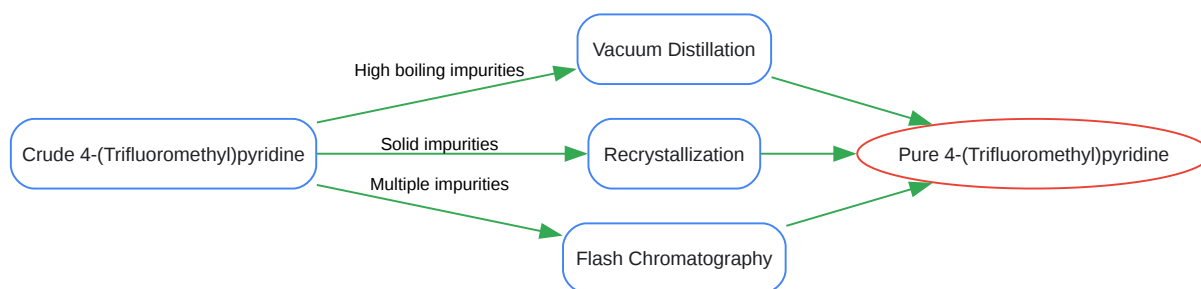 Vacuum Distillation
High boiling impurities
Crude 4-(Trifluoromethyl)pyridine
Solid impurities
Recrystallization
Pure 4-(Trifluoromethyl)pyridine
Multiple impurities
Flash Chromatography